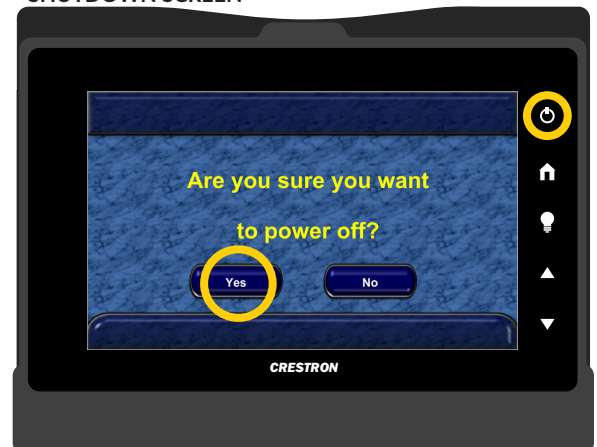 SHUTDOWN SCREEN
Are you sure you want
to power off?
Yes
No
CRESTRON